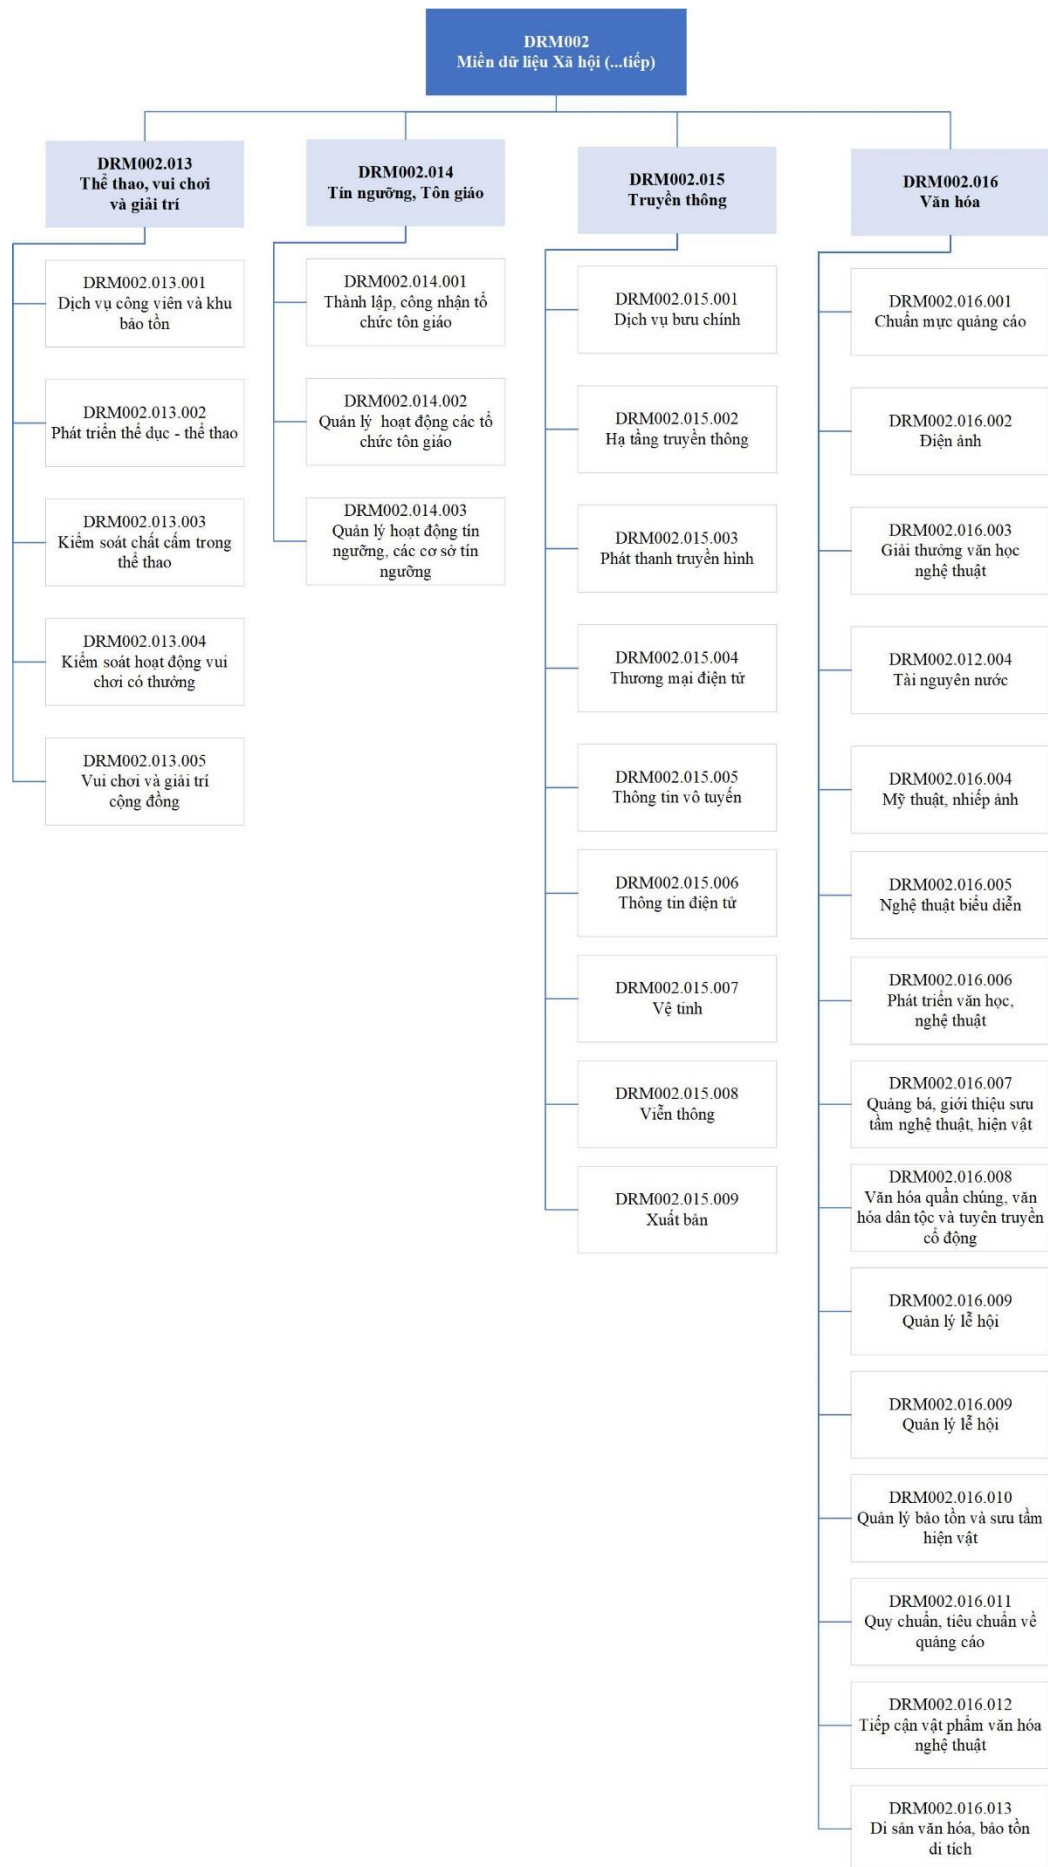 DRM002
Miền dữ liệu Xã hội (...tiếp)
DRM002.013
Thể thao, vui chơi
và giải trí
DRM002.013.001
Dịch vụ công viên và khu
bảo tồn
DRM002.013.002
Phát triển thể dục - thể thao
DRM002.013.003
Kiểm soát chất cấm trong
thể thao
DRM002.013.004
Kiểm soát hoạt động vui
chơi có thưởng
DRM002.013.005
Vui chơi và giải trí
cộng đồng
DRM002.014
Tín ngưỡng, Tôn giáo
DRM002.014.001
Thành lập, công nhận tổ
chức tôn giáo
DRM002.014.002
Quản lý hoạt động các tổ
chức tôn giáo
DRM002.014.003
Quản lý hoạt động tín
ngưỡng, các cơ sở tín
ngưỡng
DRM002.015
Truyền thông
DRM002.015.001
Dịch vụ bưu chính
DRM002.015.002
Hạ tầng truyền thông
DRM002.015.003
Phát thanh truyền hình
DRM002.015.004
Thương mại điện tử
DRM002.015.005
Thông tin vô tuyến
DRM002.015.006
Thông tin điện tử
DRM002.015.007
Vệ tinh
DRM002.015.008
Viễn thông
DRM002.015.009
Xuất bản
DRM002.016
Văn hóa
DRM002.016.001
Chuẩn mực quảng cáo
DRM002.016.002
Điện ảnh
DRM002.016.003
Giải thưởng văn học
nghệ thuật
DRM002.012.004
Tài nguyên nước
DRM002.016.004
Mỹ thuật, nhiếp ảnh
DRM002.016.005
Nghệ thuật biểu diễn
DRM002.016.006
Phát triển văn học,
nghệ thuật
DRM002.016.007
Quảng bá, giới thiệu sưu
tầm nghệ thuật, hiện vật
DRM002.016.008
Văn hóa quần chúng, văn
hóa dân tộc và tuyên truyền
cổ động
DRM002.016.009
Quản lý lễ hội
DRM002.016.009
Quản lý lễ hội
DRM002.016.010
Quản lý bảo tồn và sưu tầm
hiện vật
DRM002.016.011
Quy chuẩn, tiêu chuẩn về
quảng cáo
DRM002.016.012
Tiếp cận vật phẩm văn hóa
nghệ thuật
DRM002.016.013
Di sản văn hóa, bảo tồn
di tích